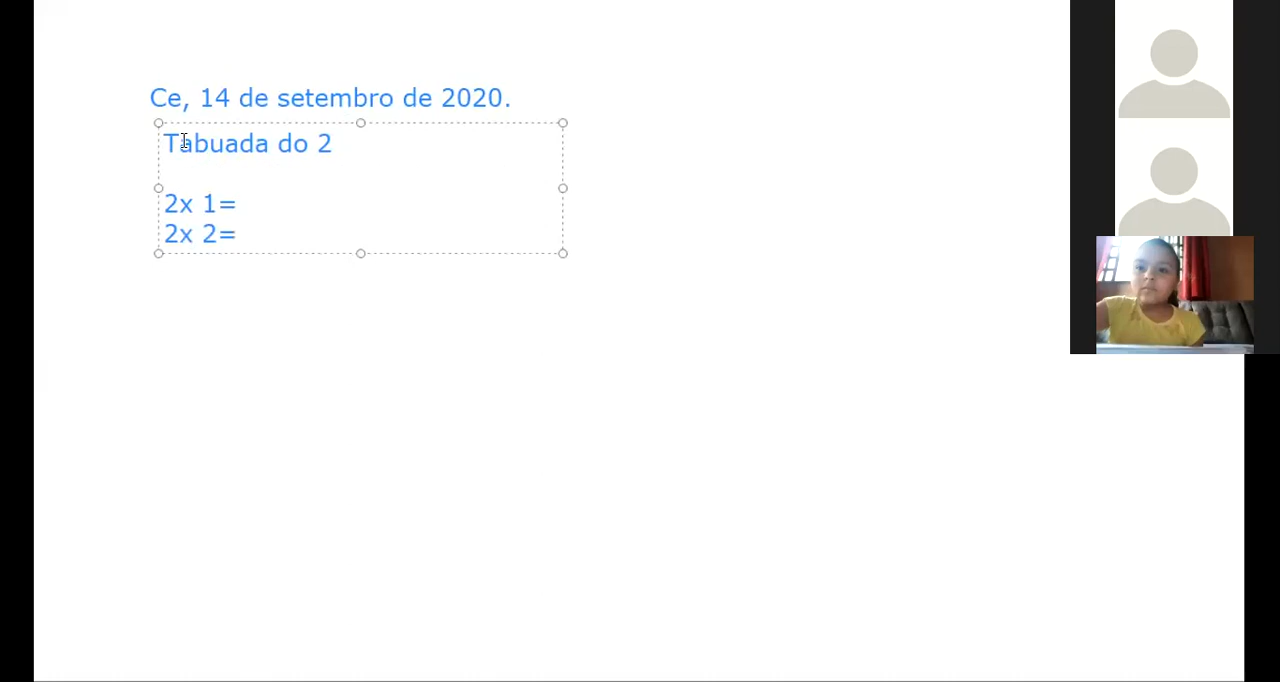 Ce, 14 de setembro de 2020.
Tabuada do 2
2x 1=
2x 2=